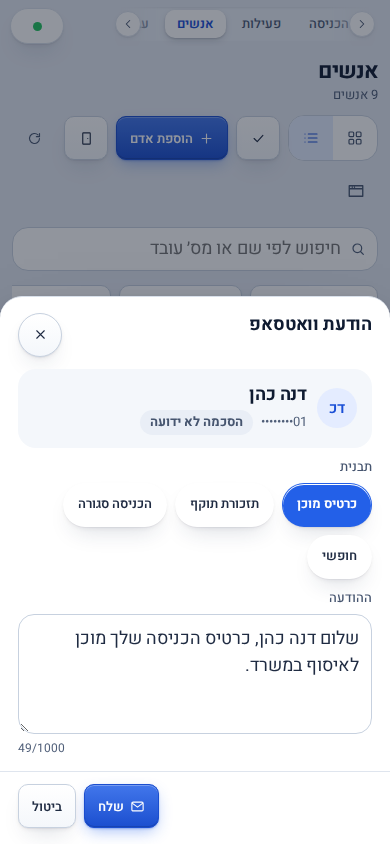 הכניסה
פעילות
אנשים
אנשים
9 אנשים
הוספת אדם
חיפוש לפי שם או מס׳ עובד
הודעת וואטסאפ
דכ
דנה כהן
••••••••01
הסכמה לא ידועה
תבנית
כרטיס מוכן
תזכורת תוקף
הכניסה סגורה
חופשי
ההודעה
שלום דנה כהן, כרטיס הכניסה שלך מוכן
לאיסוף במשרד.
49/1000
שלח
ביטול